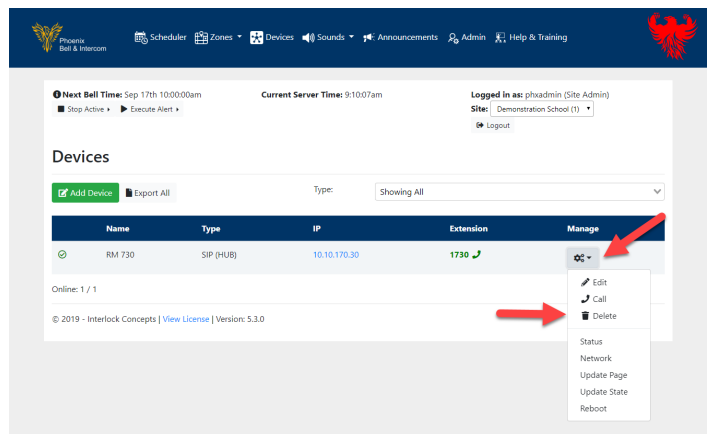 Phoenix
Bell & Intercom
Scheduler Zones Devices Sounds Announcements Admin Help & Training
Next Bell Time: Sep 17th 10:00:00am Current Server Time: 9:10:07am Logged in as: phxadmin (Site Admin)
Stop Active Execute Alert Site: Demonstration School (1)
Logout
Devices
Add Device Export All Type: Showing All
Name Type IP Extension Manage
RM 730 SIP (HUB) 10.10.170.30 1730
Online: 1 / 1
Edit
Call
Delete
© 2019 - Interlock Concepts | View License | Version: 5.3.0
Status
Network
Update Page
Update State
Reboot